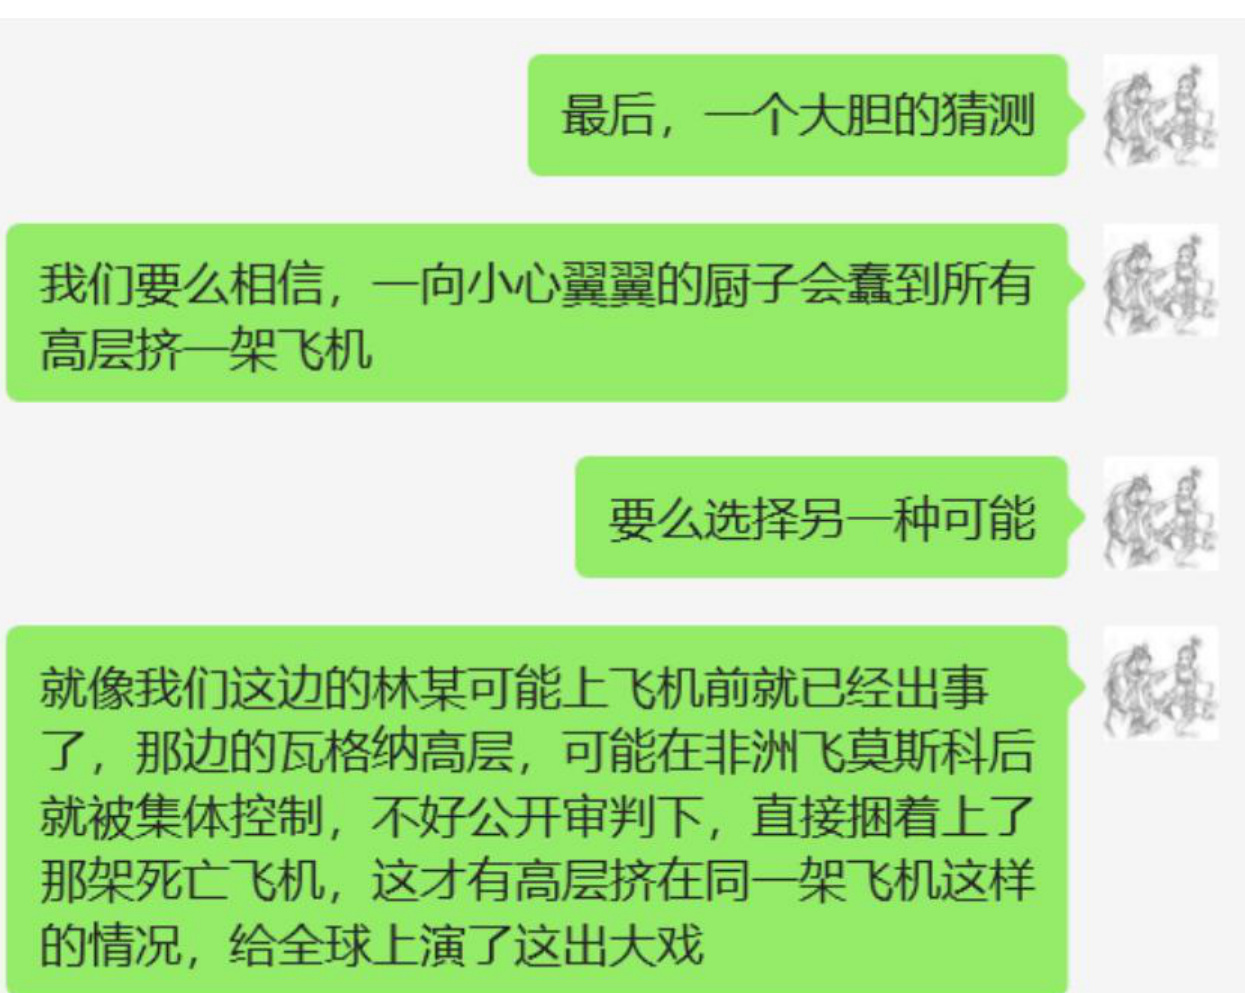 最后，一个大胆的猜测
我们要么相信，一向小心翼翼的厨子会蠢到所有
高层挤一架飞机
要么选择另一种可能
就像我们这边的林某可能上飞机前就已经出事
了，那边的瓦格纳高层，可能在非洲飞莫斯科后
就被集体控制，不好公开审判下，直接捆着上了
那架死亡飞机，这才有高层挤在同一架飞机这样
的情况，给全球上演了这出大戏